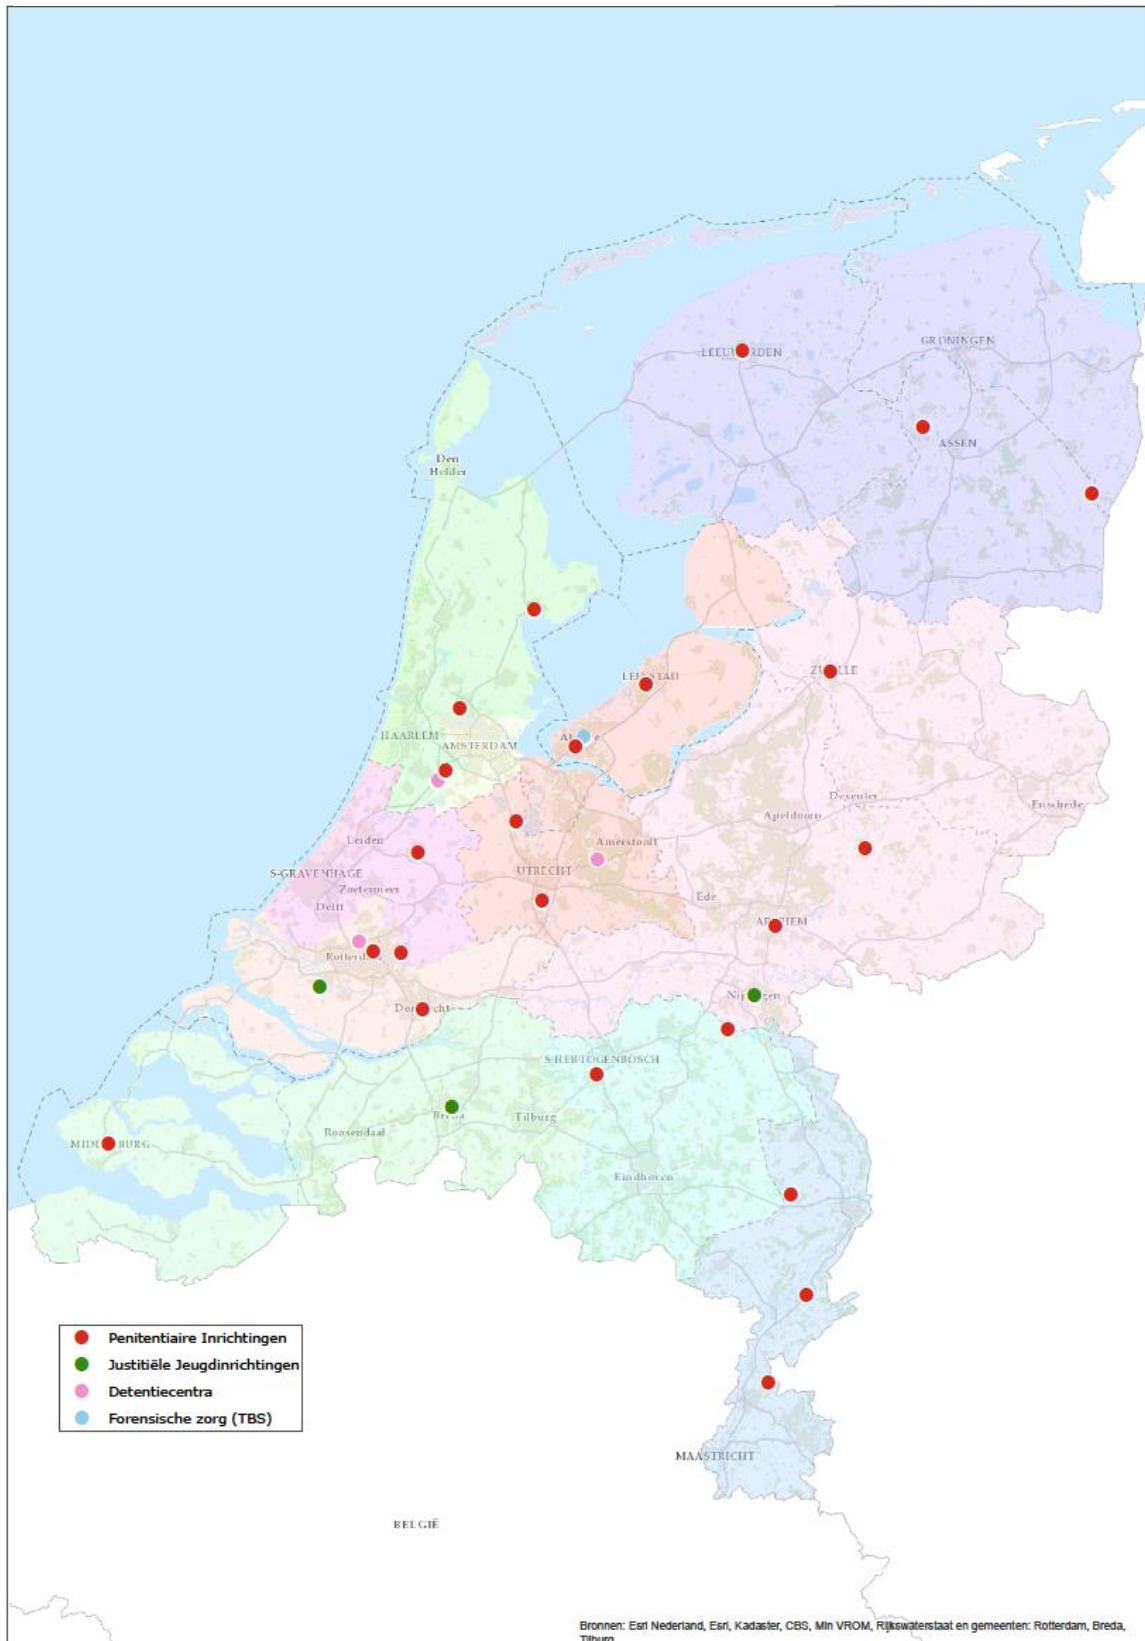 LEEUWARDEN
GRONINGEN
ASSEN
Den
Helder
ZWOLLE
LELYSTAD
HAARLEM
AMSTERDAM
Deventer
Apeldoorn
Enschede
Leiden
Amersfoort
S-GRAVENHAGE
UTRECHT
Zoetermeer
Ede
Delft
ARNHEM
Rotterdam
Nijmegen
Dordrecht
S-HERTOGENBOSCH
Breda
Tilburg
Roosendaal
MIDDELBURG
Eindhoven
Penitentiaire Inrichtingen
Justitiële Jeugdinrichtingen
Detentiecentra
Forensische zorg (TBS)
MAASTRICHT
BELGIË
Bronnen: Esri Nederland, Esri, Kadaster, CBS, Min VROM, Rijkswaterstaat en gemeenten: Rotterdam, Breda,
Tilburg